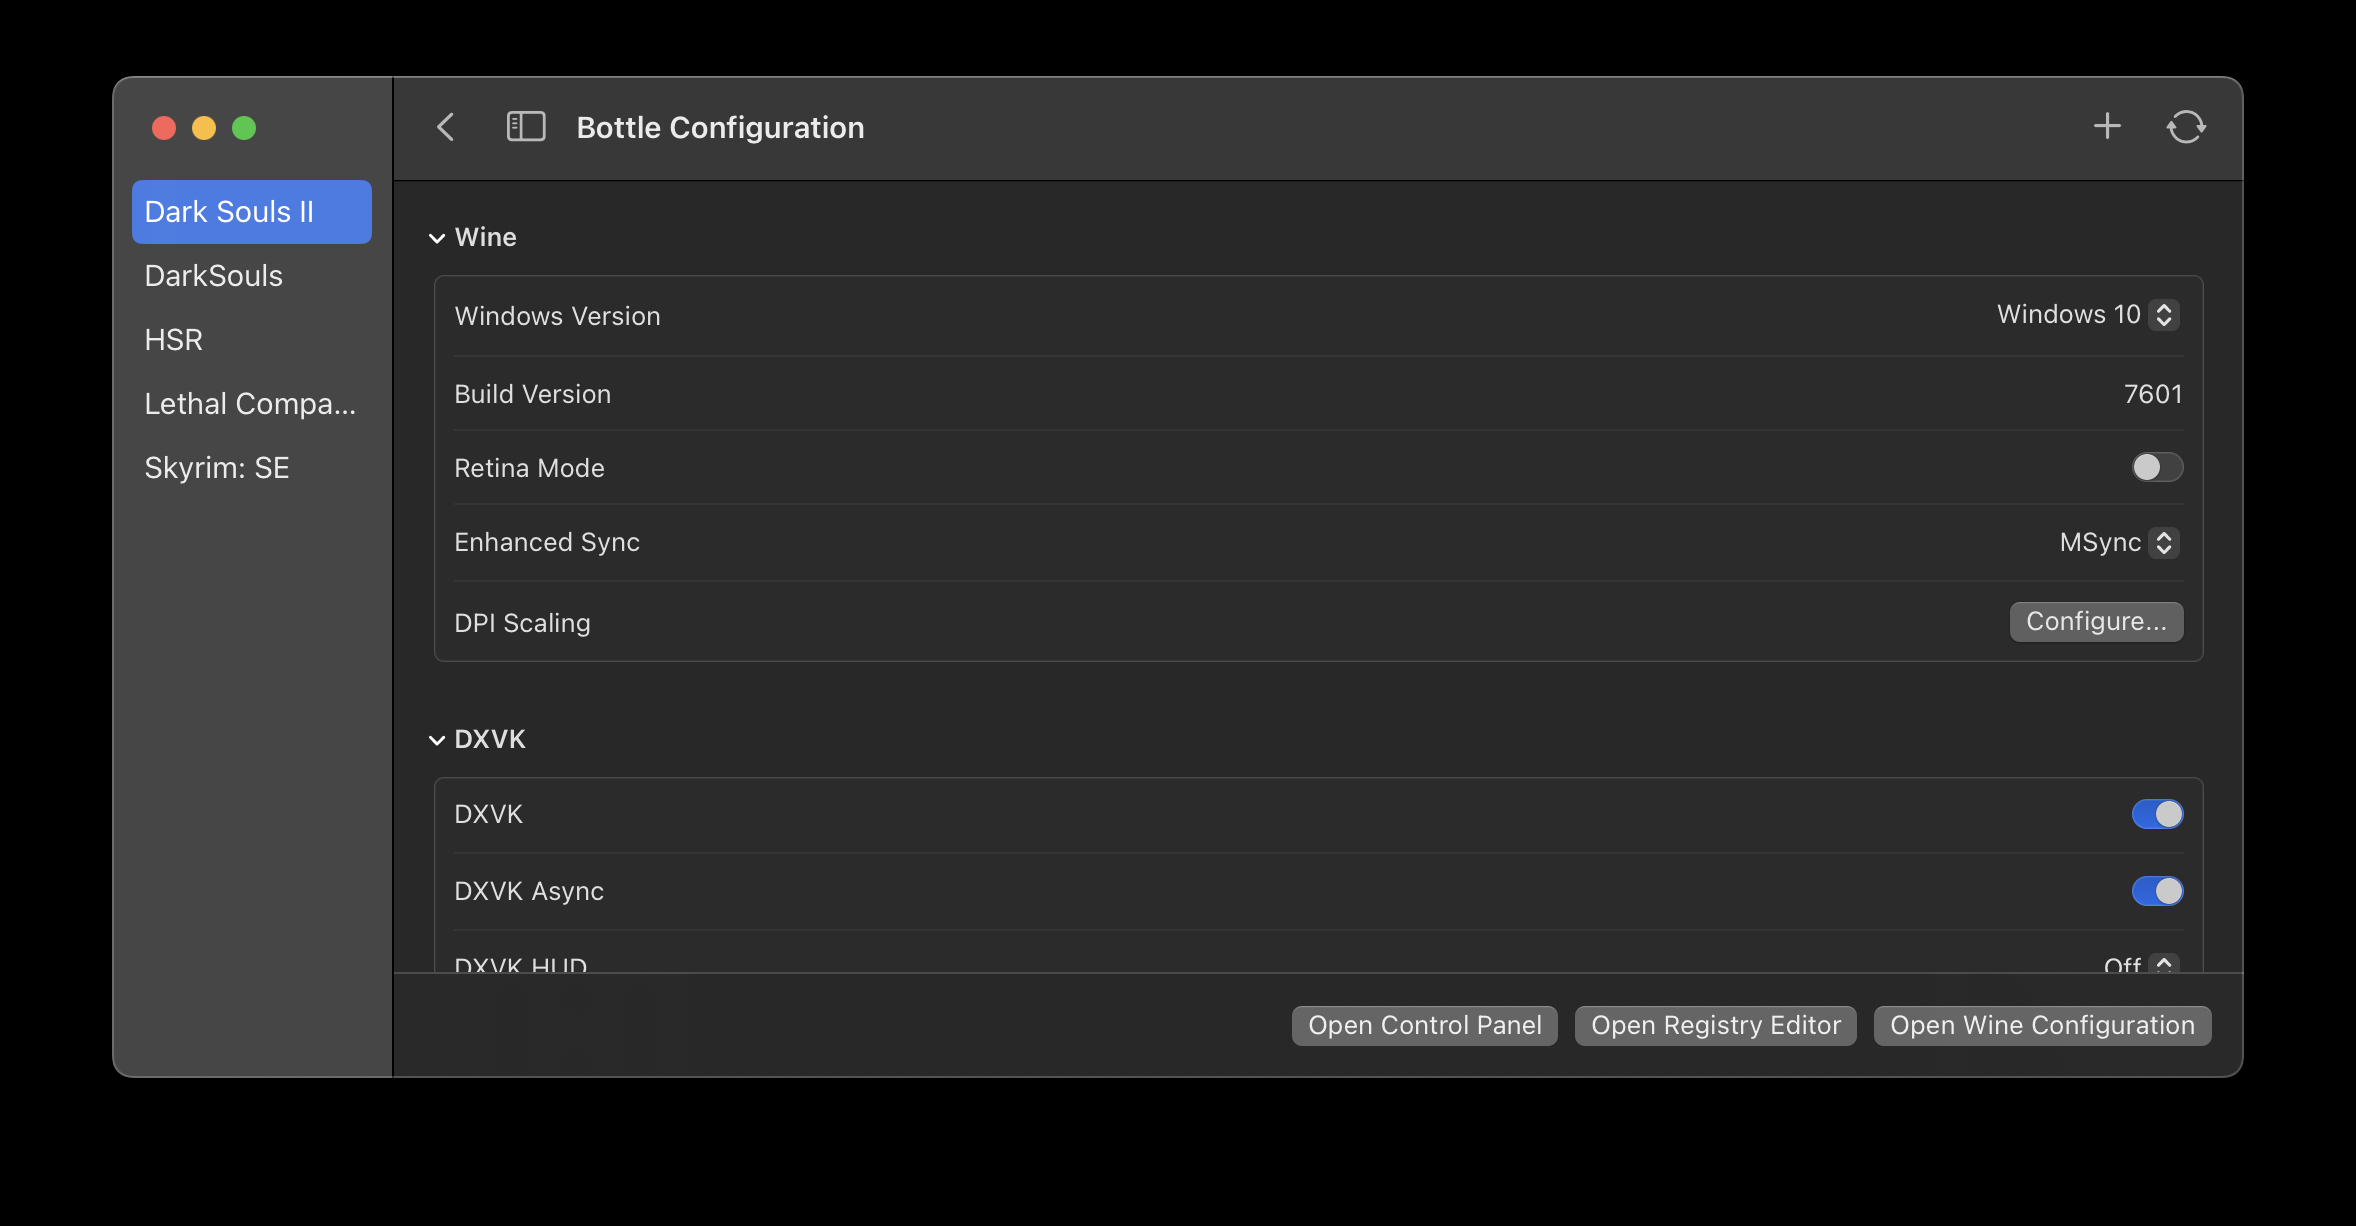 Bottle Configuration
Dark Souls II
DarkSouls
HSR
Lethal Compa...
Skyrim: SE
Wine
Windows Version Windows 10
Build Version 7601
Retina Mode
Enhanced Sync MSync
DPI Scaling Configure...
DXVK
DXVK
DXVK Async
DXVK HUD Off
Open Control Panel Open Registry Editor Open Wine Configuration